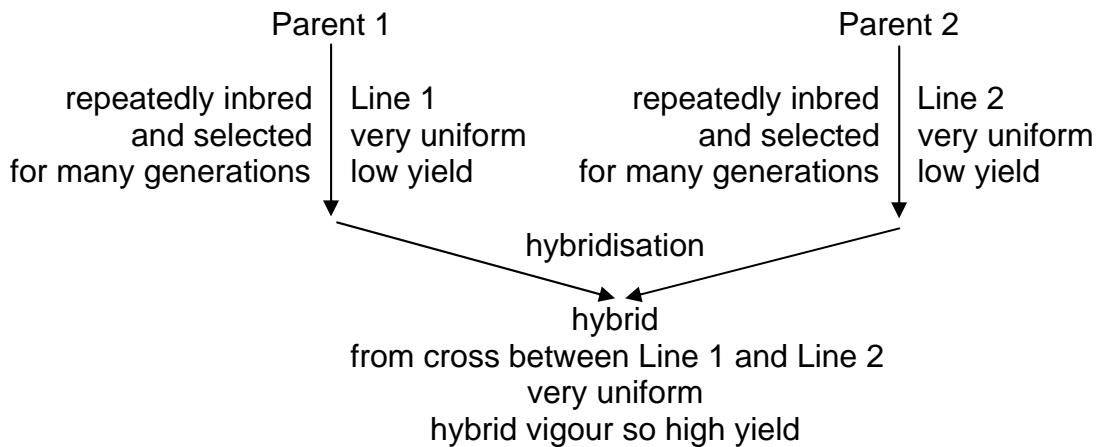 Parent 1
Parent 2
repeatedly inbred
and selected
for many generations
Line 1
very uniform
low yield
repeatedly inbred
and selected
for many generations
Line 2
very uniform
low yield
hybridisation
hybrid
from cross between Line 1 and Line 2
very uniform
hybrid vigour so high yield